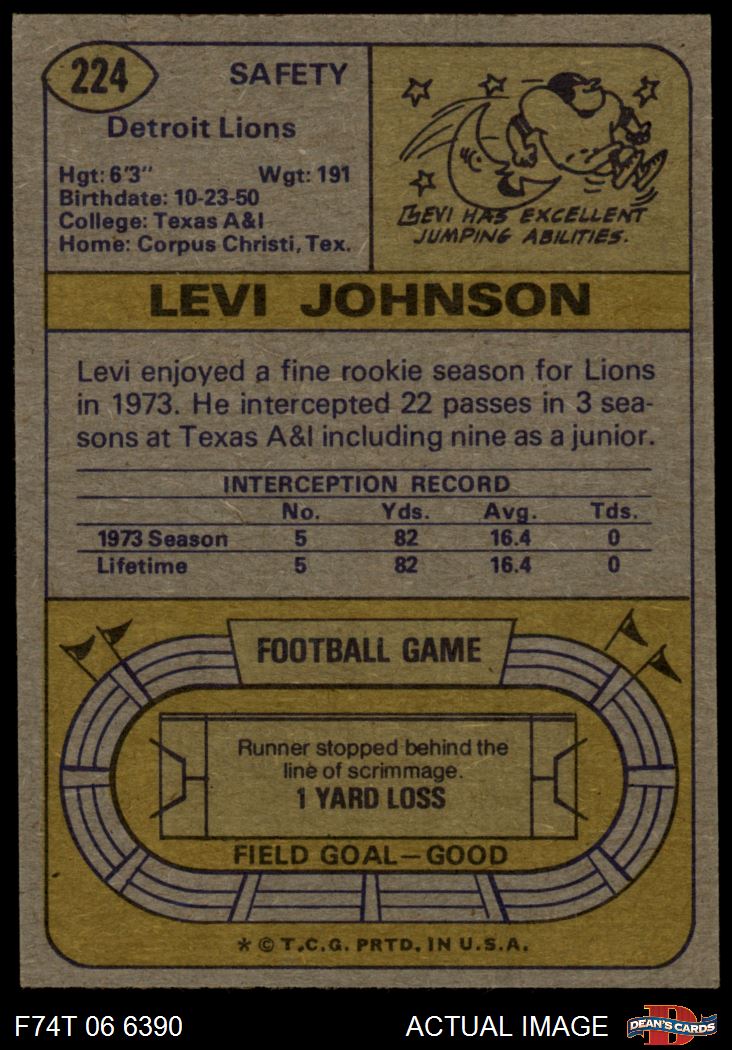 224
SAFETY
Detroit Lions
Hgt: 6'3" Wgt: 191
Birthdate: 10-23-50
College: Texas A&I
Home: Corpus Christi, Tex.
LEVI HAS EXCELLENT
JUMPING ABILITIES.
LEVI JOHNSON
Levi enjoyed a fine rookie season for Lions
in 1973. He intercepted 22 passes in 3 sea-
sons at Texas A&I including nine as a junior.
INTERCEPTION RECORD
No. Yds. Avg. Tds.
1973 Season 5 82 16.4 0
Lifetime 5 82 16.4 0
FOOTBALL GAME
Runner stopped behind the
line of scrimmage.
1 YARD LOSS
FIELD GOAL—GOOD
* © T.C.G. PRTD. IN U.S.A.
F74T 06 6390 ACTUAL IMAGE D DEAN'S CARDS